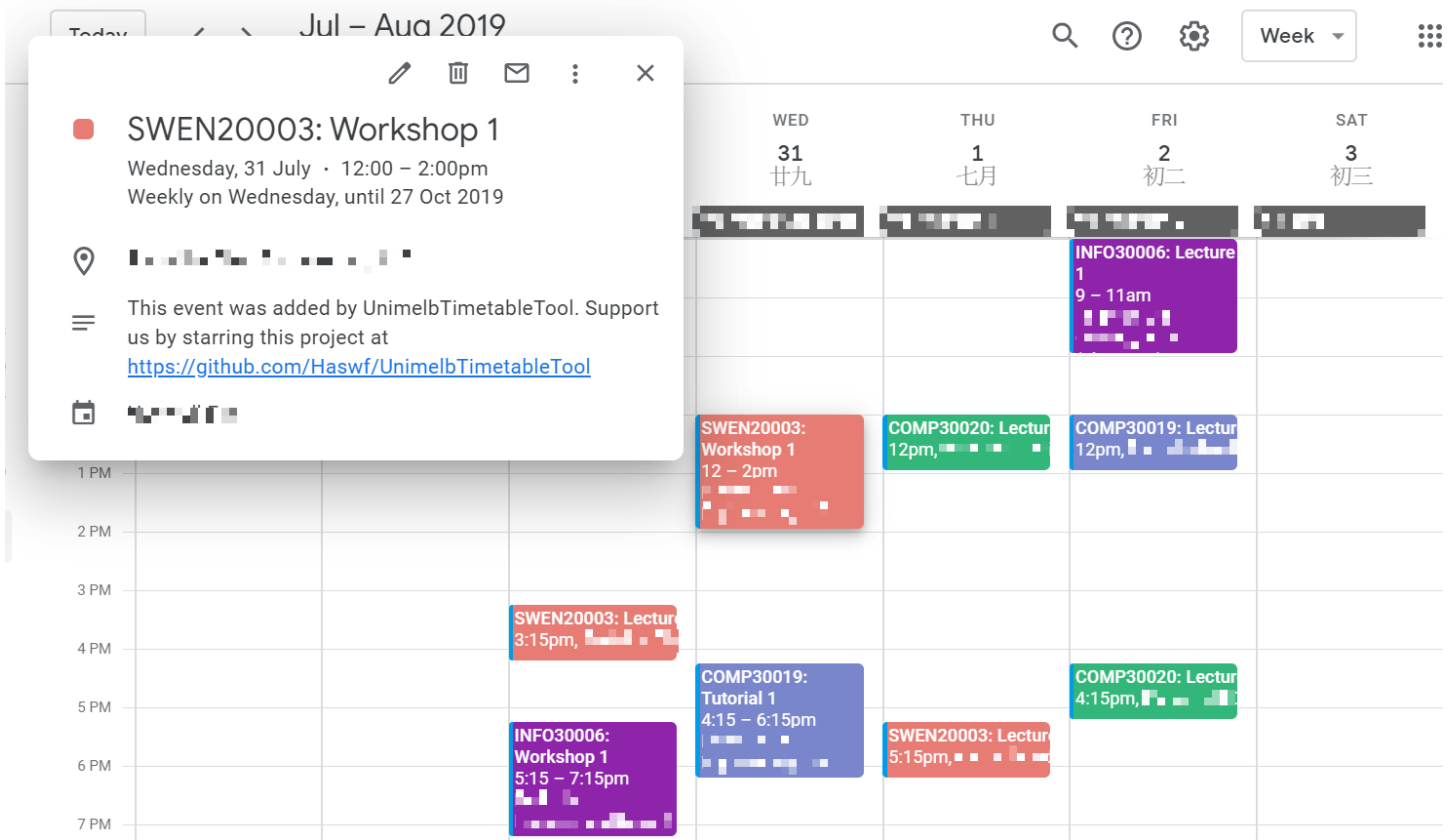 Today
Jul – Aug 2019
Week
SWEN20003: Workshop 1
Wednesday, 31 July · 12:00 – 2:00pm
Weekly on Wednesday, until 27 Oct 2019
This event was added by UnimelbTimetableTool. Support
us by starring this project at
https://github.com/Haswf/UnimelbTimetableTool
WED
31
廿九
THU
1
七月
FRI
2
初二
SAT
3
初三
INFO30006: Lecture
1
9 – 11am
SWEN20003:
Workshop 1
12 – 2pm
COMP30020: Lectur
12pm,
COMP30019: Lectur
12pm,
1 PM
2 PM
3 PM
SWEN20003: Lecture
3:15pm,
4 PM
COMP30019:
Tutorial 1
4:15 – 6:15pm
COMP30020: Lectur
4:15pm,
5 PM
INFO30006:
Workshop 1
5:15 – 7:15pm
SWEN20003: Lecture
5:15pm,
6 PM
7 PM